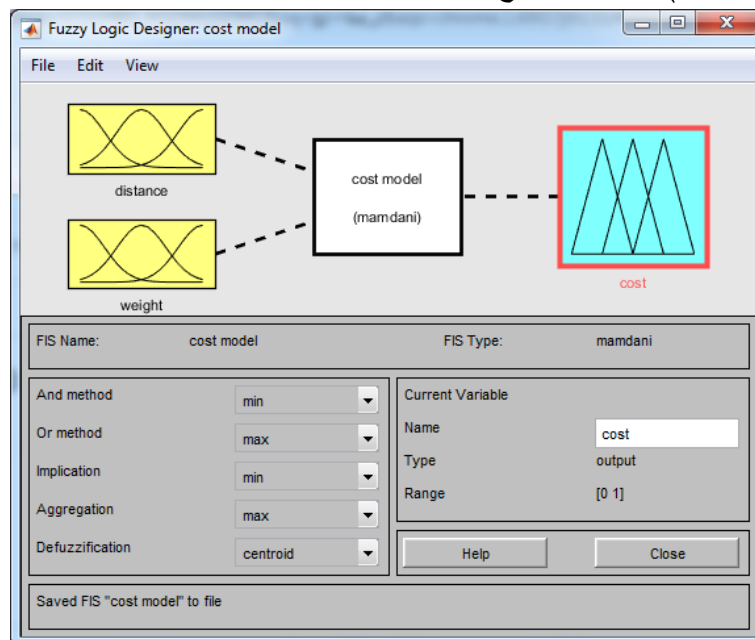 Fuzzy Logic Designer: cost model
File Edit View
distance
weight
cost model
(mamdani)
cost
FIS Name: cost model FIS Type: mamdani
And method min
Or method max
Implication min
Aggregation max
Defuzzification centroid
Current Variable
Name cost
Type output
Range [0 1]
Help Close
Saved FIS "cost model" to file